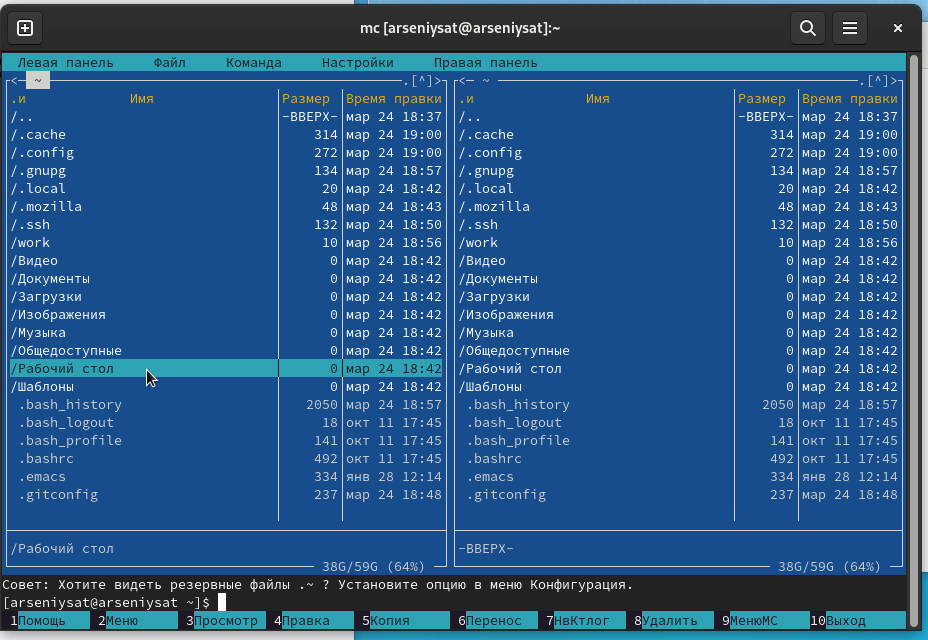 mc [arseniysat@arseniysat]:~
Левая панель Файл Команда Настройки Правая панель
<─ ~ .[^]> <─ ~ .[^]>
.и Имя Размер Время правки .и Имя Размер Время правки
/.. -ВВЕРХ- мар 24 18:37 /.. -ВВЕРХ- мар 24 18:37
/.cache 314 мар 24 19:00 /.cache 314 мар 24 19:00
/.config 272 мар 24 19:00 /.config 272 мар 24 19:00
/.gnupg 134 мар 24 18:57 /.gnupg 134 мар 24 18:57
/.local 20 мар 24 18:42 /.local 20 мар 24 18:42
/.mozilla 48 мар 24 18:43 /.mozilla 48 мар 24 18:43
/.ssh 132 мар 24 18:50 /.ssh 132 мар 24 18:50
/work 10 мар 24 18:56 /work 10 мар 24 18:56
/Видео 0 мар 24 18:42 /Видео 0 мар 24 18:42
/Документы 0 мар 24 18:42 /Документы 0 мар 24 18:42
/Загрузки 0 мар 24 18:42 /Загрузки 0 мар 24 18:42
/Изображения 0 мар 24 18:42 /Изображения 0 мар 24 18:42
/Музыка 0 мар 24 18:42 /Музыка 0 мар 24 18:42
/Общедоступные 0 мар 24 18:42 /Общедоступные 0 мар 24 18:42
/Рабочий стол 0 мар 24 18:42 /Рабочий стол 0 мар 24 18:42
/Шаблоны 0 мар 24 18:42 /Шаблоны 0 мар 24 18:42
.bash_history 2050 мар 24 18:57 .bash_history 2050 мар 24 18:57
.bash_logout 18 окт 11 17:45 .bash_logout 18 окт 11 17:45
.bash_profile 141 окт 11 17:45 .bash_profile 141 окт 11 17:45
.bashrc 492 окт 11 17:45 .bashrc 492 окт 11 17:45
.emacs 334 янв 28 12:14 .emacs 334 янв 28 12:14
.gitconfig 237 мар 24 18:48 .gitconfig 237 мар 24 18:48
/Рабочий стол -ВВЕРХ-
38G/59G (64%) 38G/59G (64%)
Совет: Хотите видеть резервные файлы .~ ? Установите опцию в меню Конфигурация.
[arseniysat@arseniysat ~]$
1Помощь 2Меню 3Просмотр 4Правка 5Копия 6Перенос 7НвКтлог 8Удалить 9МенюMC 10Выход